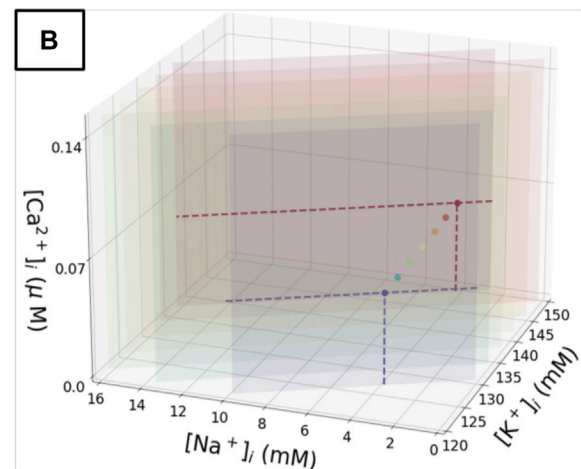 B
0.14
0.07
0.0
[Ca²⁺]ᵢ (μ M)
16 14 12 10 8 6 4 2 0
[Na⁺]ᵢ (mM)
120 125 130 135 140 145 150
[K⁺]ᵢ (mM)